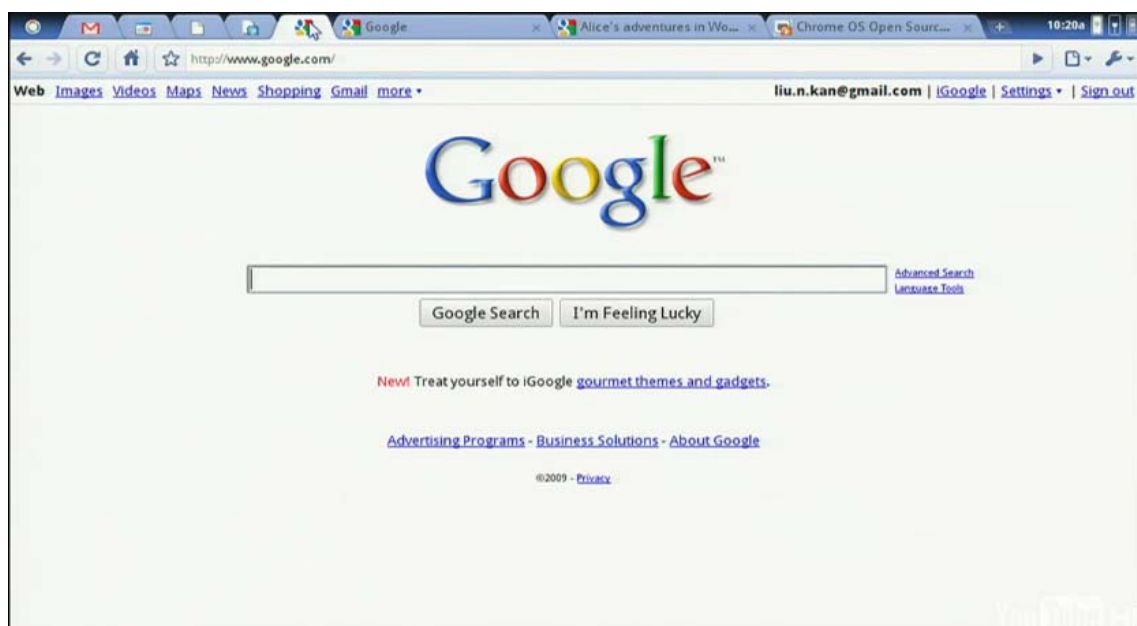 Google Alice's adventures in Wo... Chrome OS Open Sourc... 10:20a
http://www.google.com/
Web Images Videos Maps News Shopping Gmail more liu.n.kan@gmail.com | iGoogle | Settings | Sign out
Google™
Advanced Search
Language Tools
Google Search I'm Feeling Lucky
New! Treat yourself to iGoogle gourmet themes and gadgets.
Advertising Programs - Business Solutions - About Google
©2009 - Privacy
YouTube